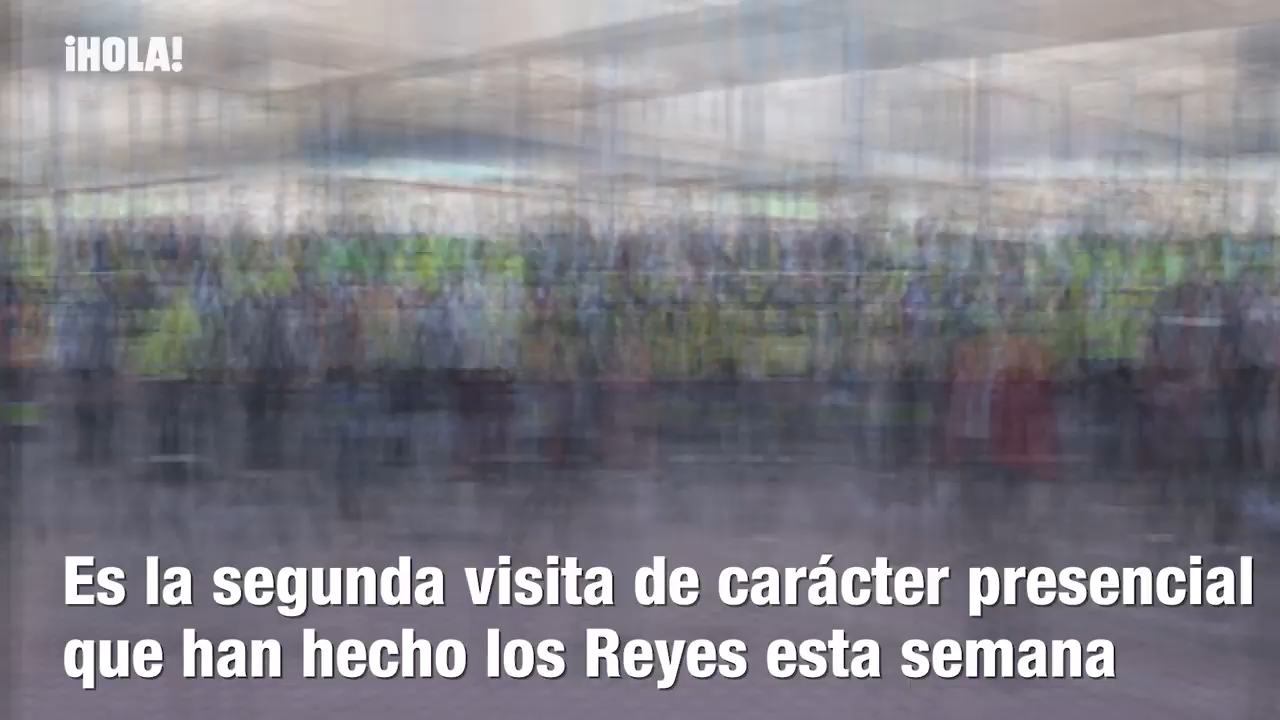 ¡HOLA!
Es la segunda visita de carácter presencial
que han hecho los Reyes esta semana